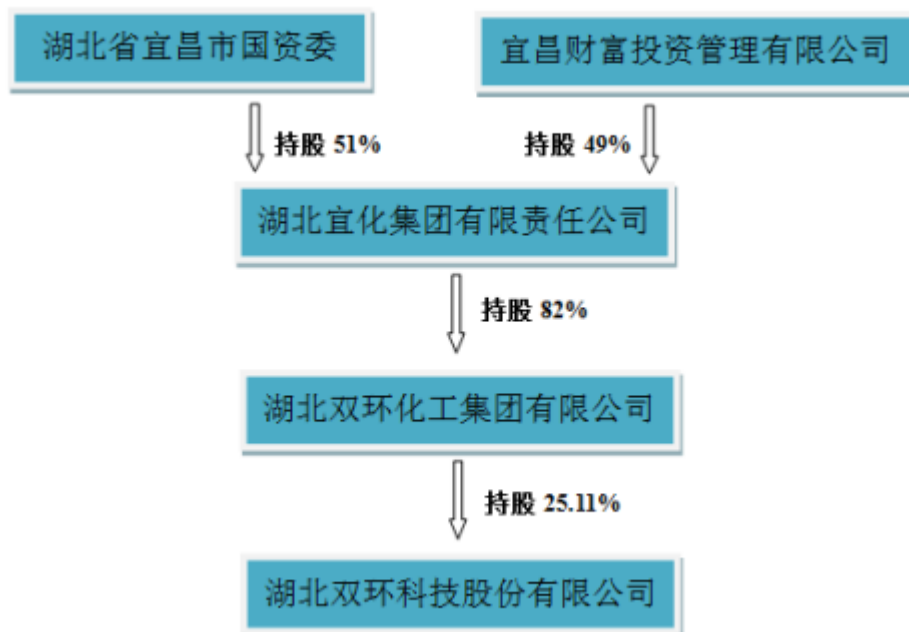 湖北省宜昌市国资委
宜昌财富投资管理有限公司
持股 51%
持股 49%
湖北宜化集团有限责任公司
持股 82%
湖北双环化工集团有限公司
持股 25.11%
湖北双环科技股份有限公司